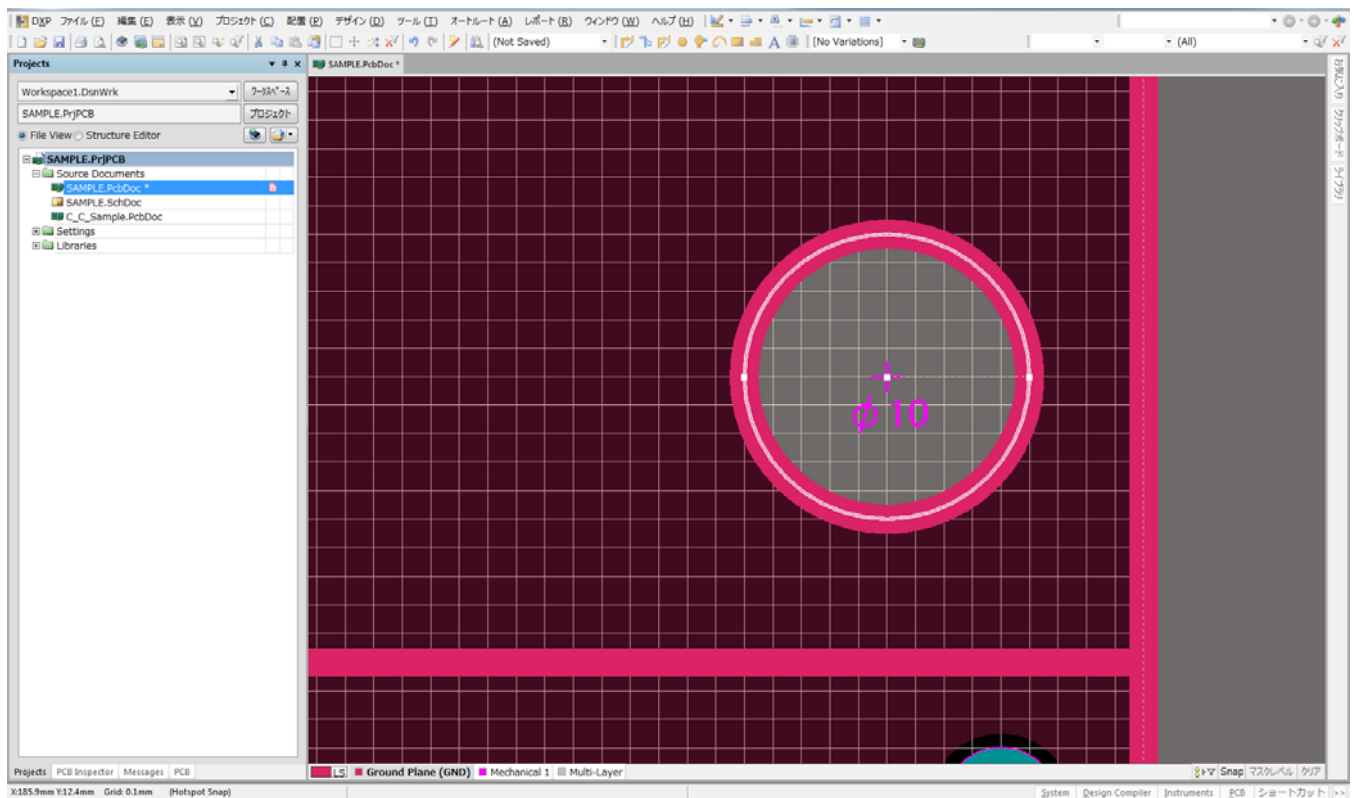 DXP ファイル (F) 編集 (E) 表示 (V) プロジェクト (C) 配置 (P) デザイン (D) ツール (T) オートルート (A) レポート (R) ウィンドウ (W) ヘルプ (H)
(Not Saved) [No Variations] (All)
Projects
SAMPLE.PcbDoc *
Workspace1.DsnWrk
ワークスペース
SAMPLE.PrjPCB
プロジェクト
File View Structure Editor
SAMPLE.PrjPCB
Source Documents
SAMPLE.PcbDoc *
SAMPLE.SchDoc
C_C_Sample.PcbDoc
Settings
Libraries
お気に入り
クリップボード
ライブラリ
φ10
Projects PCB Inspector Messages PCB
LS Ground Plane (GND) Mechanical 1 Multi-Layer
Snap マスクレベル クリア
X:185.9mm Y:12.4mm Grid: 0.1mm (Hotspot Snap)
System Design Compiler Instruments PCB ショートカット >>